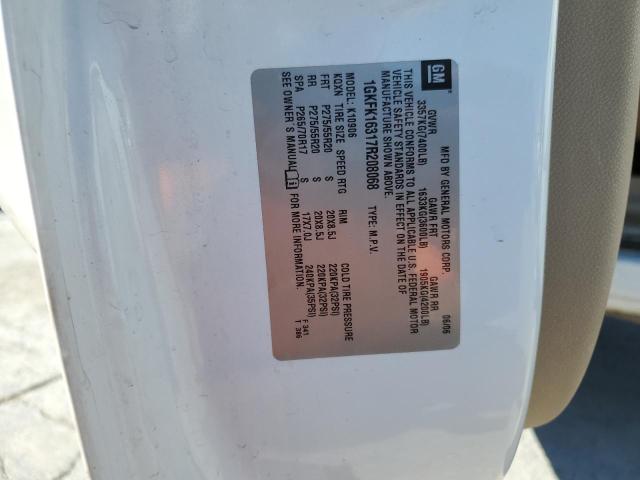 GM
MFD BY GENERAL MOTORS CORP. 06/06
GVWR GAWR FRT GAWR RR
3357KG(7400LB) 1633KG(3600LB) 1905KG(4200LB)
THIS VEHICLE CONFORMS TO ALL APPLICABLE U.S. FEDERAL MOTOR
VEHICLE SAFETY STANDARDS IN EFFECT ON THE DATE OF
MANUFACTURE SHOWN ABOVE.
1GKFK16317R208068 TYPE: M.P.V.
MODEL: K10906
KQXN TIRE SIZE SPEED RTG RIM COLD TIRE PRESSURE
FRT P275/55R20 S 20X8.5J 220KPA(32PSI)
RR P275/55R20 S 20X8.5J 220KPA(32PSI)
SPA P265/70R17 S 17X7.0J 240KPA(35PSI)
SEE OWNER'S MANUAL FOR MORE INFORMATION.
F 341
T 386